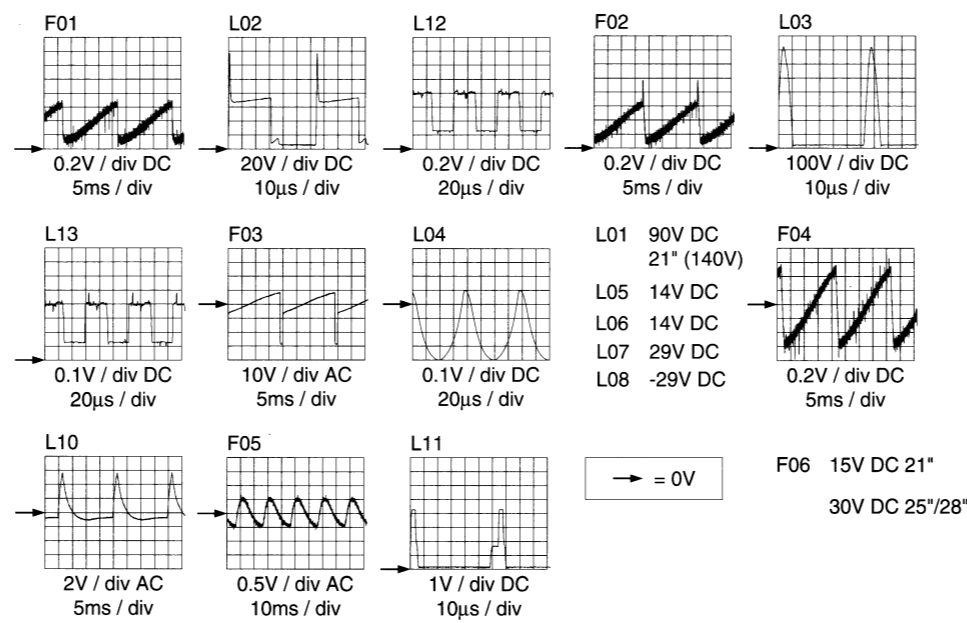 F01
0.2V / div DC
5ms / div
L02
20V / div DC
10µs / div
L12
0.2V / div DC
20µs / div
F02
0.2V / div DC
5ms / div
L03
100V / div DC
10µs / div
L13
0.1V / div DC
20µs / div
F03
10V / div AC
5ms / div
L04
0.1V / div DC
20µs / div
L01 90V DC
21" (140V)
L05 14V DC
L06 14V DC
L07 29V DC
L08 -29V DC
F04
0.2V / div DC
5ms / div
L10
2V / div AC
5ms / div
F05
0.5V / div AC
10ms / div
L11
1V / div DC
10µs / div
= 0V
F06 15V DC 21"
30V DC 25"/28"